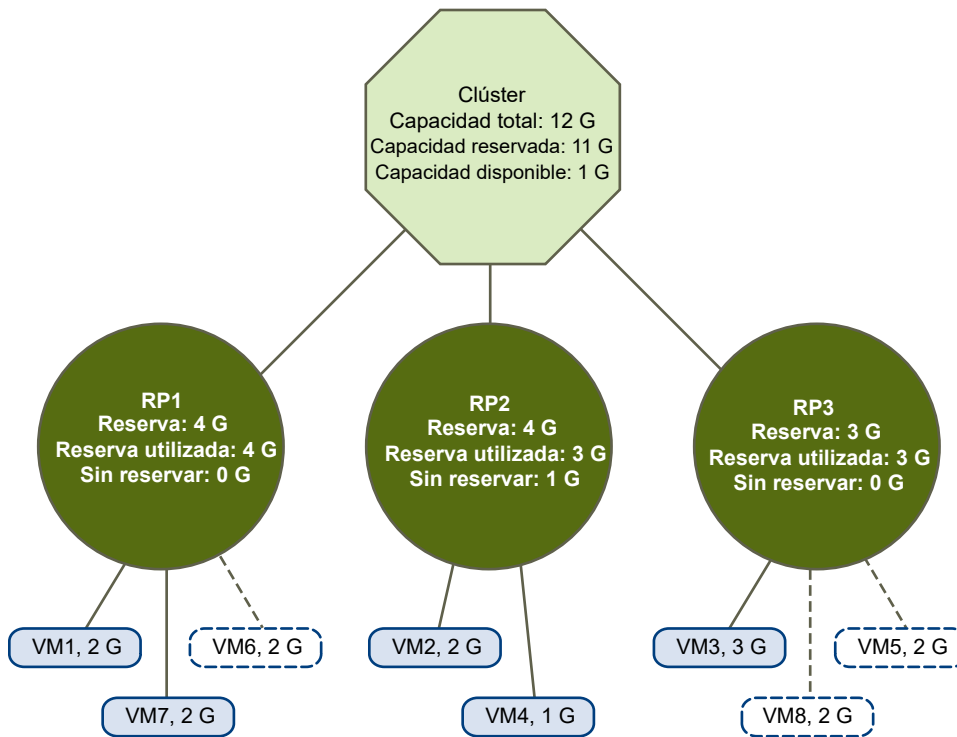 Clúster
Capacidad total: 12 G
Capacidad reservada: 11 G
Capacidad disponible: 1 G
RP1
Reserva: 4 G
Reserva utilizada: 4 G
Sin reservar: 0 G
RP2
Reserva: 4 G
Reserva utilizada: 3 G
Sin reservar: 1 G
RP3
Reserva: 3 G
Reserva utilizada: 3 G
Sin reservar: 0 G
VM1, 2 G
VM6, 2 G
VM2, 2 G
VM3, 3 G
VM5, 2 G
VM7, 2 G
VM4, 1 G
VM8, 2 G